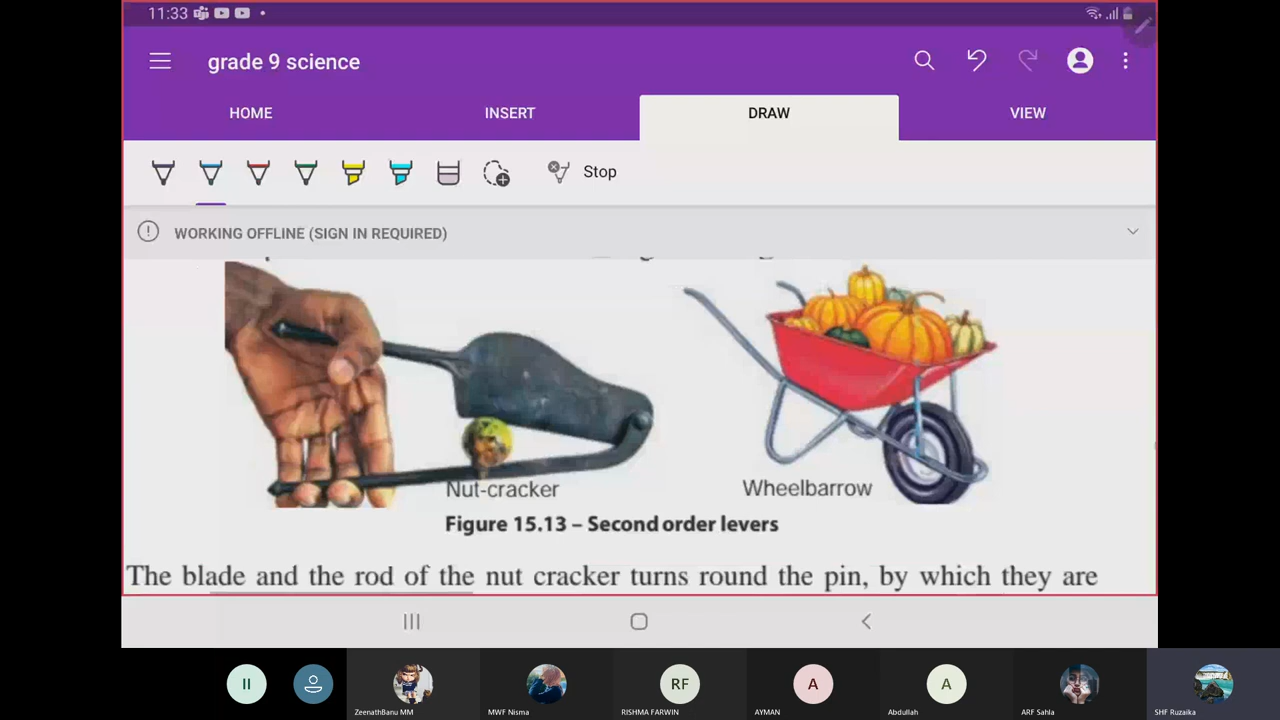 11:33
grade 9 science
HOME INSERT DRAW VIEW
Stop
WORKING OFFLINE (SIGN IN REQUIRED)
Nut-cracker
Wheelbarrow
Figure 15.13 – Second order levers
The blade and the rod of the nut cracker turns round the pin, by which they are
II
RF
A
A
ZeenathBanu MM
MWF Nisma
RISHMA FARWIN
AYMAN
Abdullah
ARF Sahla
SHF Ruzaika